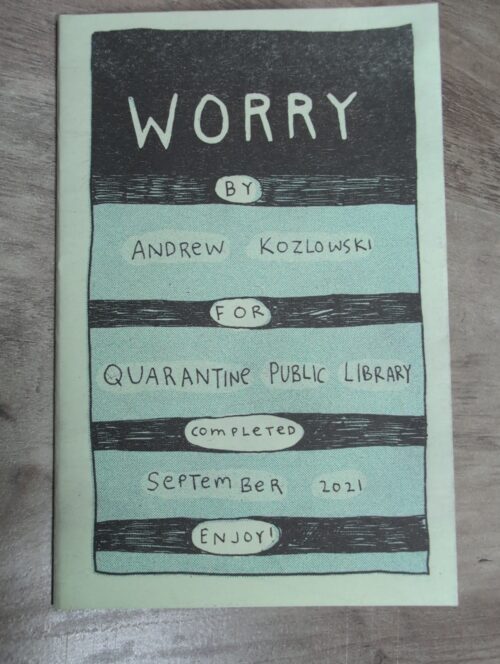 WORRY
BY
ANDREW KOZLOWSKI
FOR
QUARANTINE PUBLIC LIBRARY
COMPLETED
SEPTEMBER 2021
ENJOY!